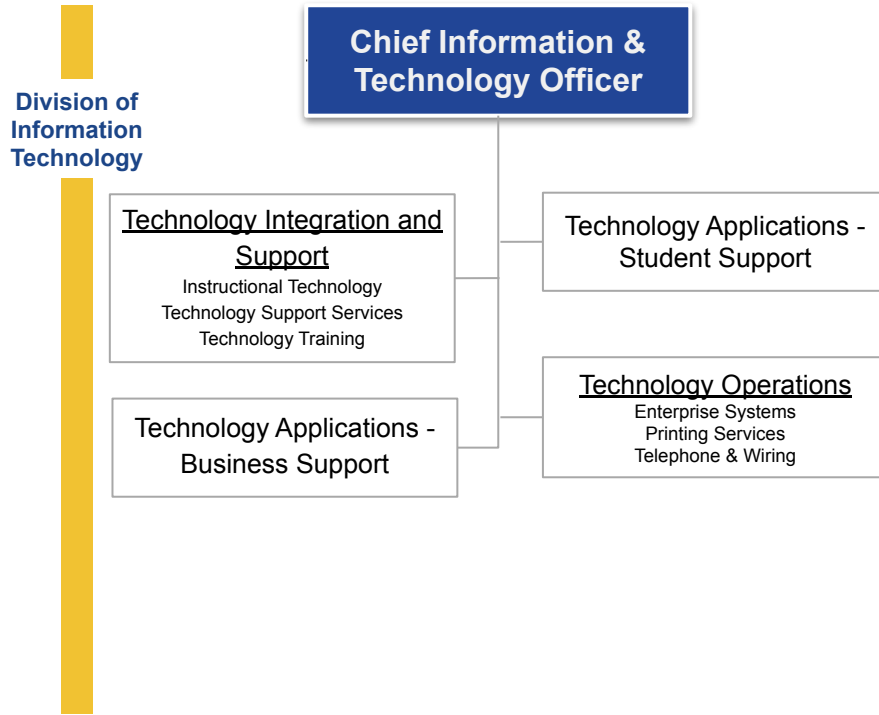 Chief Information &
Technology Officer
Division of
Information
Technology
Technology Integration and
Support
Instructional Technology
Technology Support Services
Technology Training
Technology Applications -
Student Support
Technology Applications -
Business Support
Technology Operations
Enterprise Systems
Printing Services
Telephone & Wiring